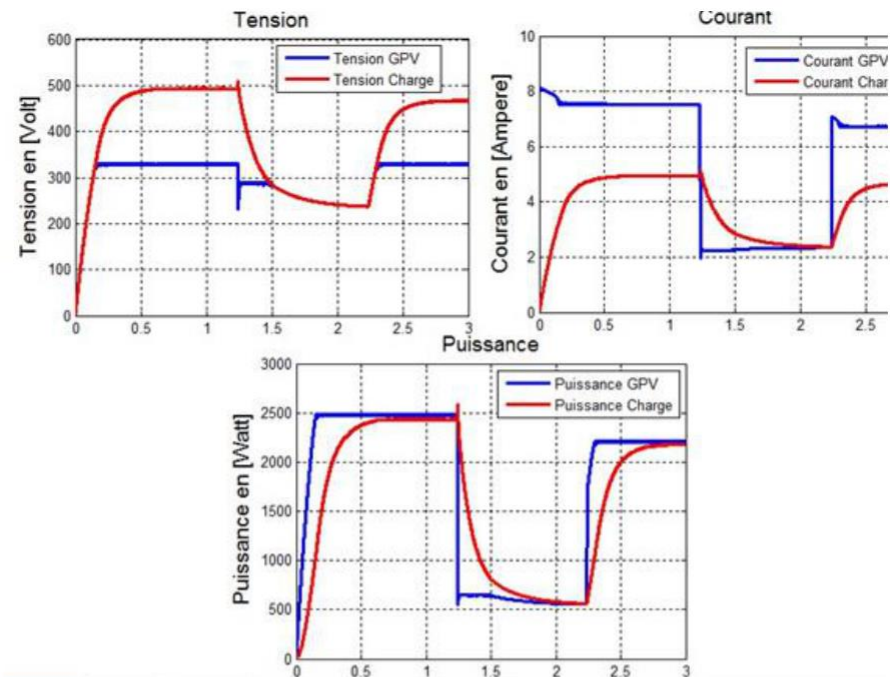 Tension
Tension en [Volt]
600
500
400
300
200
100
0
0 0.5 1 1.5 2 2.5 3
Tension GPV
Tension Charge
Courant
Courant en [Ampere]
10
8
6
4
2
0
0 0.5 1 1.5 2 2.5
Courant GPV
Courant Char
Puissance
Puissance en [Watt]
3000
2500
2000
1500
1000
500
0
0 0.5 1 1.5 2 2.5 3
Puissance GPV
Puissance Charge